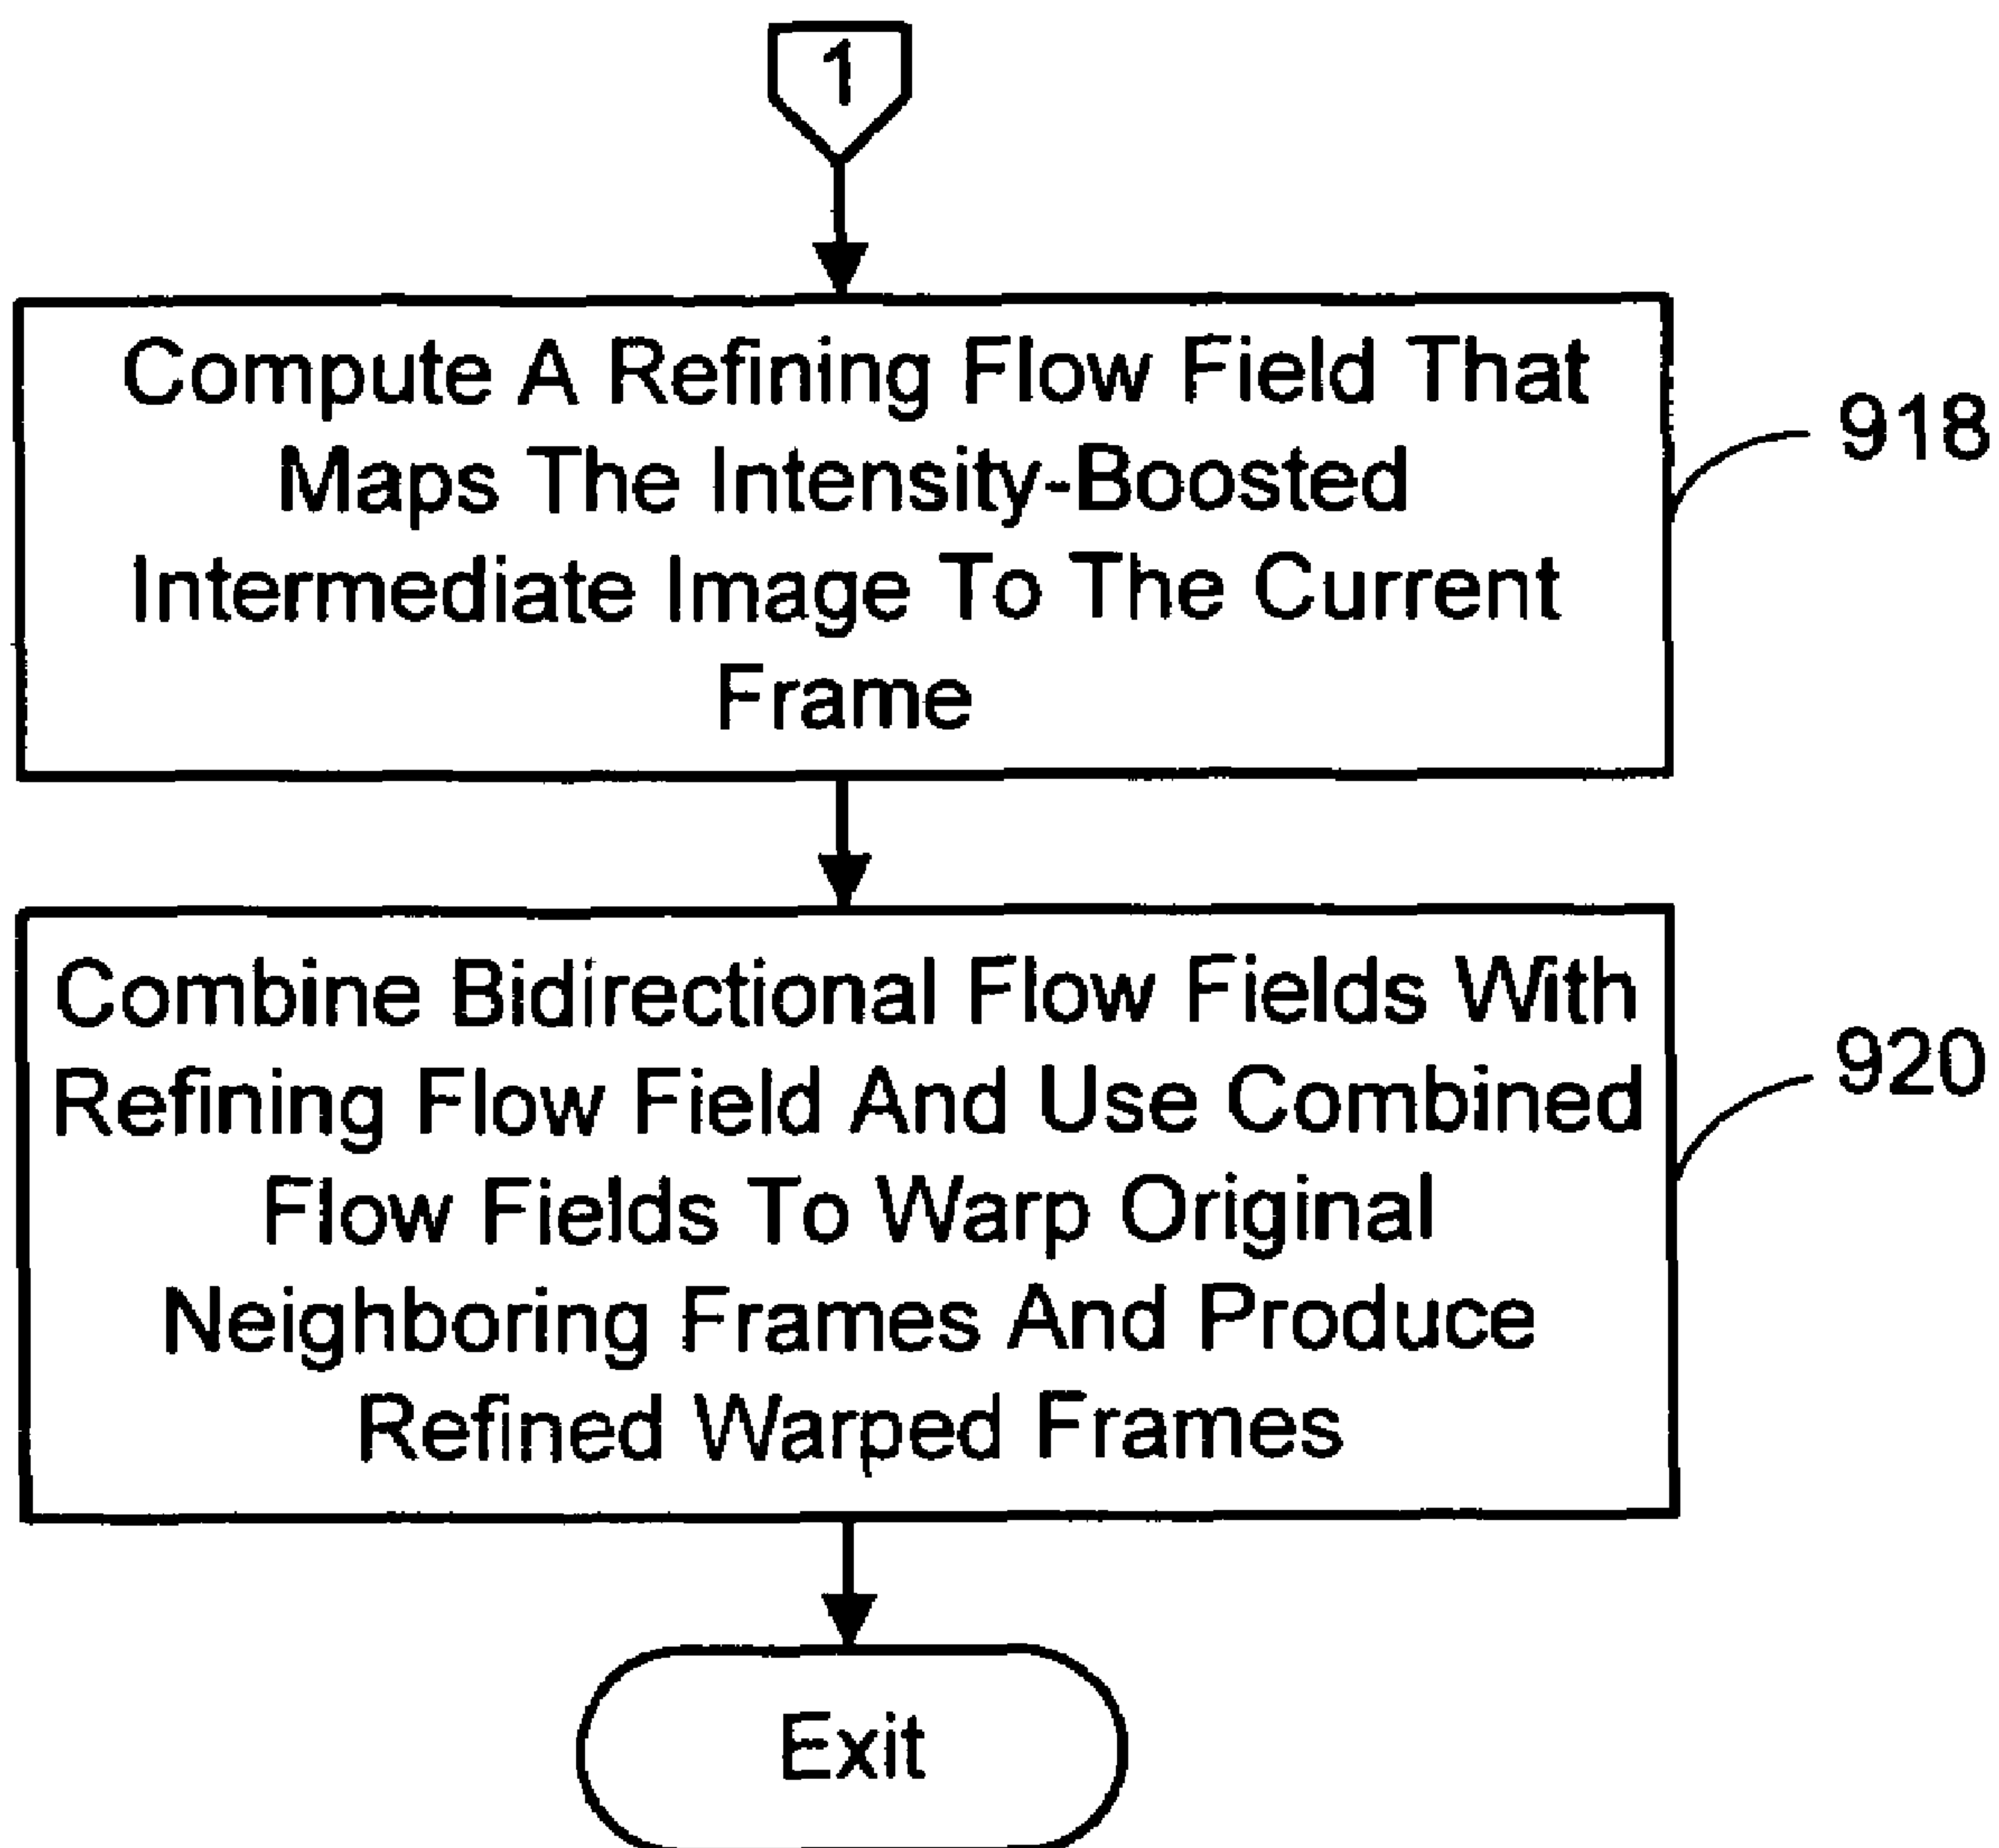 1
Compute A Refining Flow Field That
Maps The Intensity-Boosted
Intermediate Image To The Current
Frame
918
Combine Bidirectional Flow Fields With
Refining Flow Field And Use Combined
Flow Fields To Warp Original
Neighboring Frames And Produce
Refined Warped Frames
920
Exit